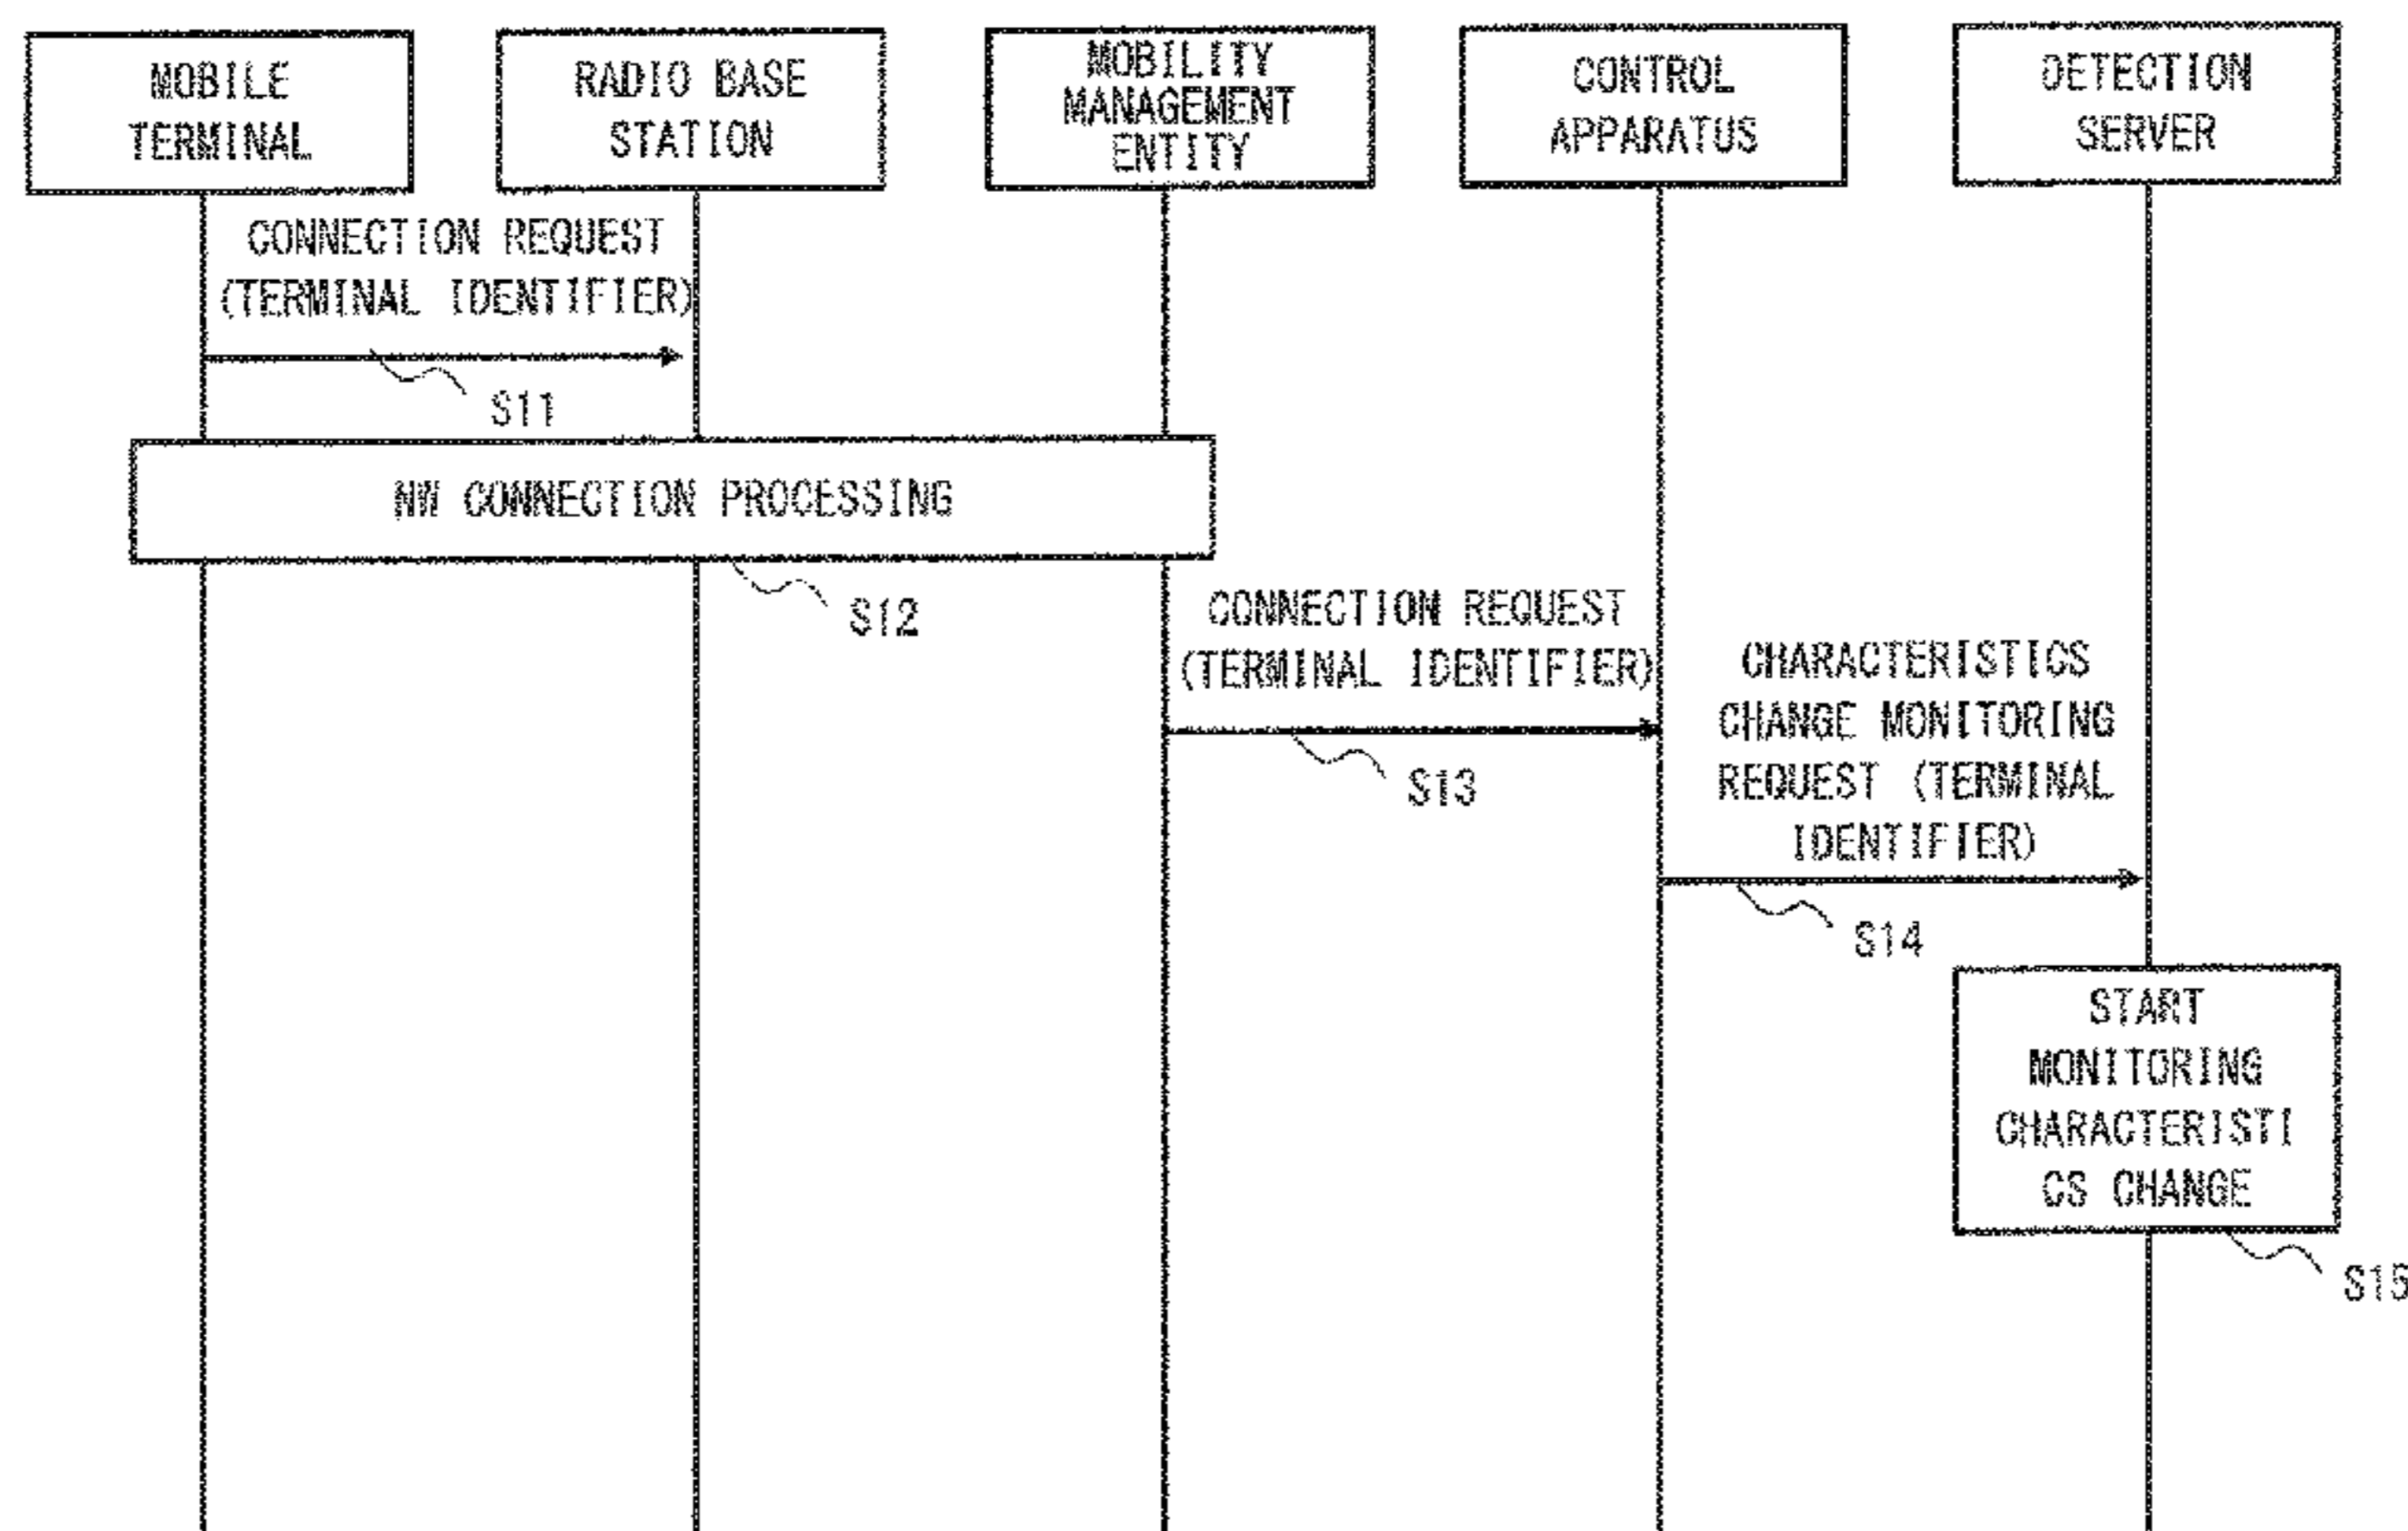 MOBILE
TERMINAL
RADIO BASE
STATION
MOBILITY
MANAGEMENT
ENTITY
CONTROL
APPARATUS
DETECTION
SERVER
CONNECTION REQUEST
(TERMINAL IDENTIFIER)
S11
NW CONNECTION PROCESSING
S12
CONNECTION REQUEST
(TERMINAL IDENTIFIER)
S13
CHARACTERISTICS
CHANGE MONITORING
REQUEST (TERMINAL
IDENTIFIER)
S14
START
MONITORING
CHARACTERISTI
CS CHANGE
S15